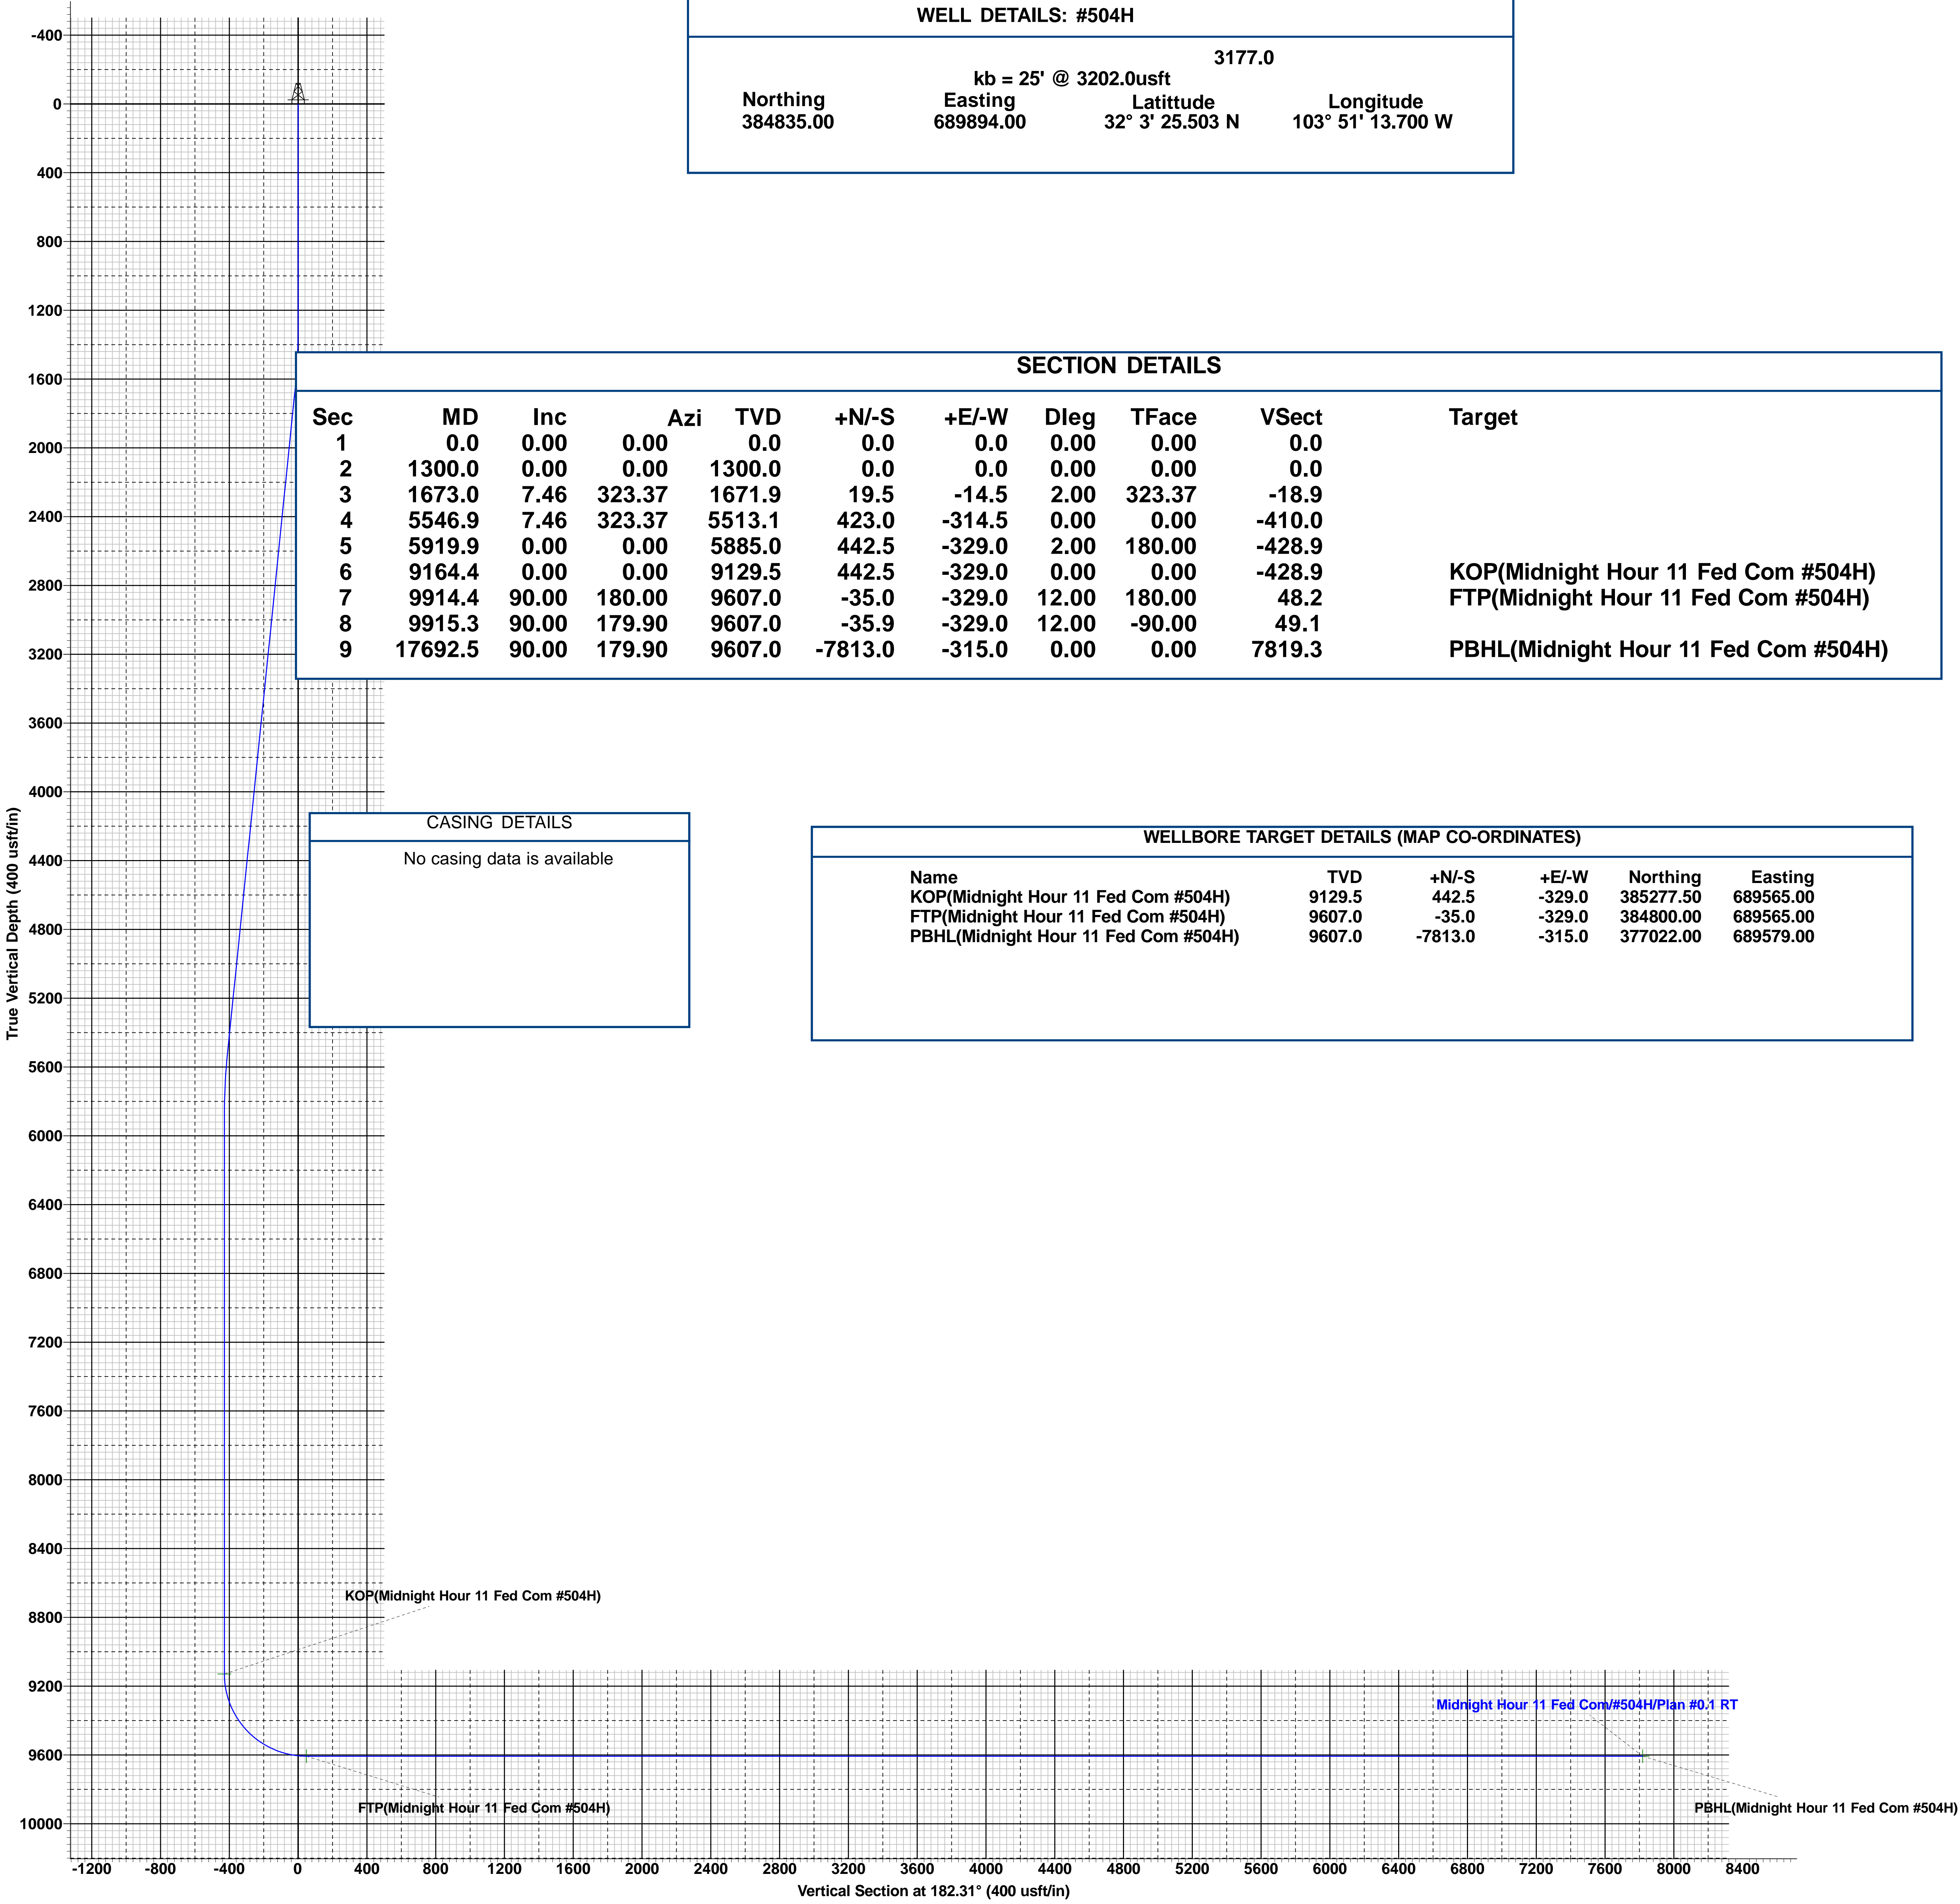 WELL DETAILS: #504H
3177.0
kb = 25' @ 3202.0usft
Northing Easting Latittude Longitude
384835.00 689894.00 32° 3' 25.503 N 103° 51' 13.700 W
SECTION DETAILS
Sec MD Inc Azi TVD +N/-S +E/-W Dleg TFace VSect Target
1 0.0 0.00 0.00 0.0 0.0 0.0 0.00 0.00 0.0
2 1300.0 0.00 0.00 1300.0 0.0 0.0 0.00 0.00 0.0
3 1673.0 7.46 323.37 1671.9 19.5 -14.5 2.00 323.37 -18.9
4 5546.9 7.46 323.37 5513.1 423.0 -314.5 0.00 0.00 -410.0
5 5919.9 0.00 0.00 5885.0 442.5 -329.0 2.00 180.00 -428.9
6 9164.4 0.00 0.00 9129.5 442.5 -329.0 0.00 0.00 -428.9 KOP(Midnight Hour 11 Fed Com #504H)
7 9914.4 90.00 180.00 9607.0 -35.0 -329.0 12.00 180.00 48.2 FTP(Midnight Hour 11 Fed Com #504H)
8 9915.3 90.00 179.90 9607.0 -35.9 -329.0 12.00 -90.00 49.1
9 17692.5 90.00 179.90 9607.0 -7813.0 -315.0 0.00 0.00 7819.3 PBHL(Midnight Hour 11 Fed Com #504H)
CASING DETAILS
No casing data is available
WELLBORE TARGET DETAILS (MAP CO-ORDINATES)
Name TVD +N/-S +E/-W Northing Easting
KOP(Midnight Hour 11 Fed Com #504H) 9129.5 442.5 -329.0 385277.50 689565.00
FTP(Midnight Hour 11 Fed Com #504H) 9607.0 -35.0 -329.0 384800.00 689565.00
PBHL(Midnight Hour 11 Fed Com #504H) 9607.0 -7813.0 -315.0 377022.00 689579.00
True Vertical Depth (400 usft/in)
-400
0
400
800
1200
1600
2000
2400
2800
3200
3600
4000
4400
4800
5200
5600
6000
6400
6800
7200
7600
8000
8400
8800
9200
9600
10000
KOP(Midnight Hour 11 Fed Com #504H)
Midnight Hour 11 Fed Com/#504H/Plan #0.1 RT
FTP(Midnight Hour 11 Fed Com #504H)
PBHL(Midnight Hour 11 Fed Com #504H)
-1200 -800 -400 0 400 800 1200 1600 2000 2400 2800 3200 3600 4000 4400 4800 5200 5600 6000 6400 6800 7200 7600 8000 8400
Vertical Section at 182.31° (400 usft/in)